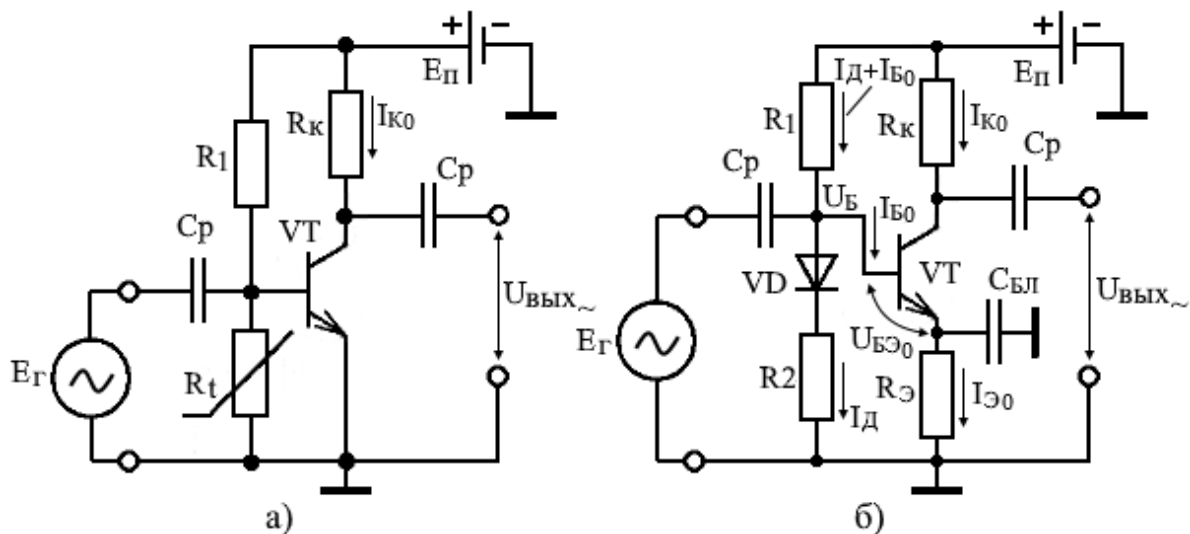 + −
Eп
Rк
Iк0
R1
Cр
Cр
VT
Uвых~
Eг
Rt
а)
+ −
Eп
IД+IБ0
R1
Rк
IК0
Cр
Cр
UБ
IБ0
VD
VT
CБЛ
Uвых~
Eг
UБЭ0
R2
RЭ
IД
IЭ0
б)